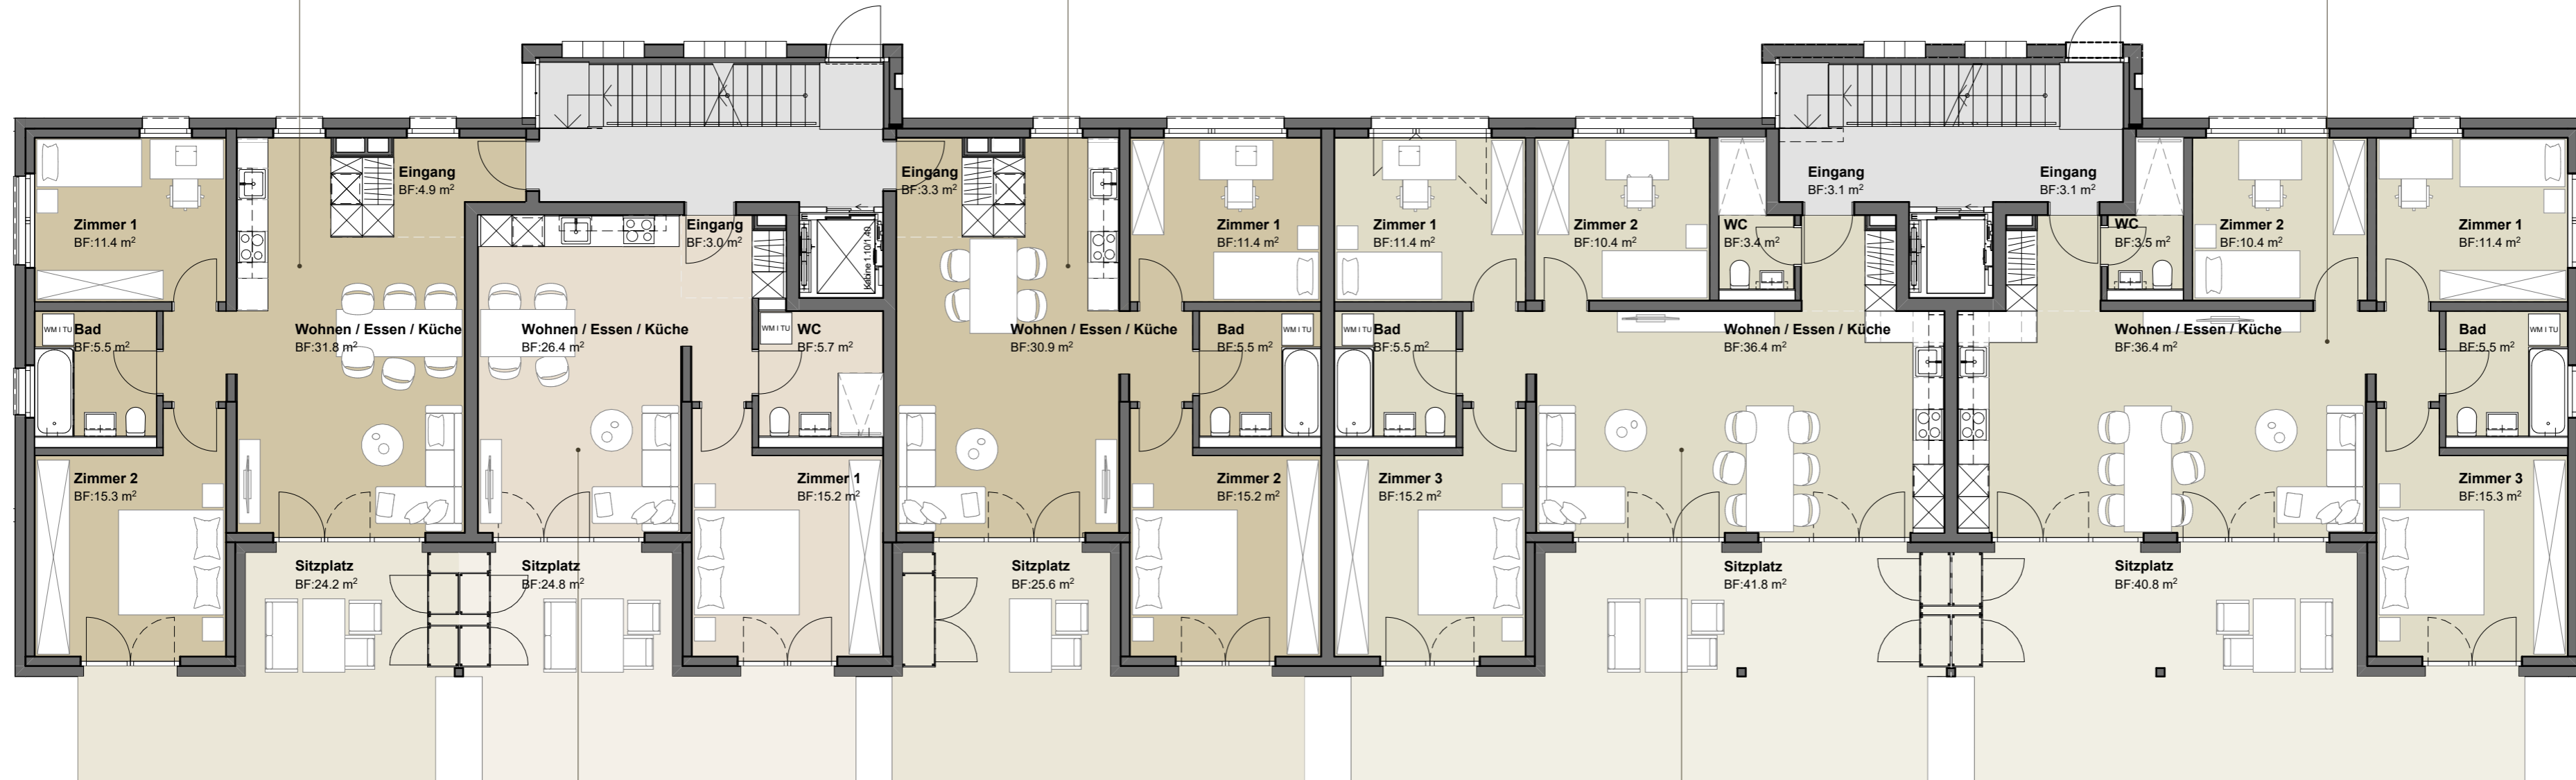 Eingang
BF:4.9 m²
Eingang
BF:3.3 m²
Eingang
BF:3.1 m²
Eingang
BF:3.1 m²
Zimmer 1
BF:11.4 m²
Eingang
BF:3.0 m²
Kabine 1.10/1.40
Zimmer 1
BF:11.4 m²
Zimmer 1
BF:11.4 m²
Zimmer 2
BF:10.4 m²
WC
BF:3.4 m²
WC
BF:3.5 m²
Zimmer 2
BF:10.4 m²
Zimmer 1
BF:11.4 m²
WM I TU
Bad
BF:5.5 m²
Wohnen / Essen / Küche
BF:31.8 m²
Wohnen / Essen / Küche
BF:26.4 m²
WM I TU
WC
BF:5.7 m²
Wohnen / Essen / Küche
BF:30.9 m²
Bad
BF:5.5 m²
WM I TU
WM I TU
Bad
BF:5.5 m²
Wohnen / Essen / Küche
BF:36.4 m²
Wohnen / Essen / Küche
BF:36.4 m²
Bad
BF:5.5 m²
WM I TU
Zimmer 2
BF:15.3 m²
Zimmer 1
BF:15.2 m²
Zimmer 2
BF:15.2 m²
Zimmer 3
BF:15.2 m²
Zimmer 3
BF:15.3 m²
Sitzplatz
BF:24.2 m²
Sitzplatz
BF:24.8 m²
Sitzplatz
BF:25.6 m²
Sitzplatz
BF:41.8 m²
Sitzplatz
BF:40.8 m²